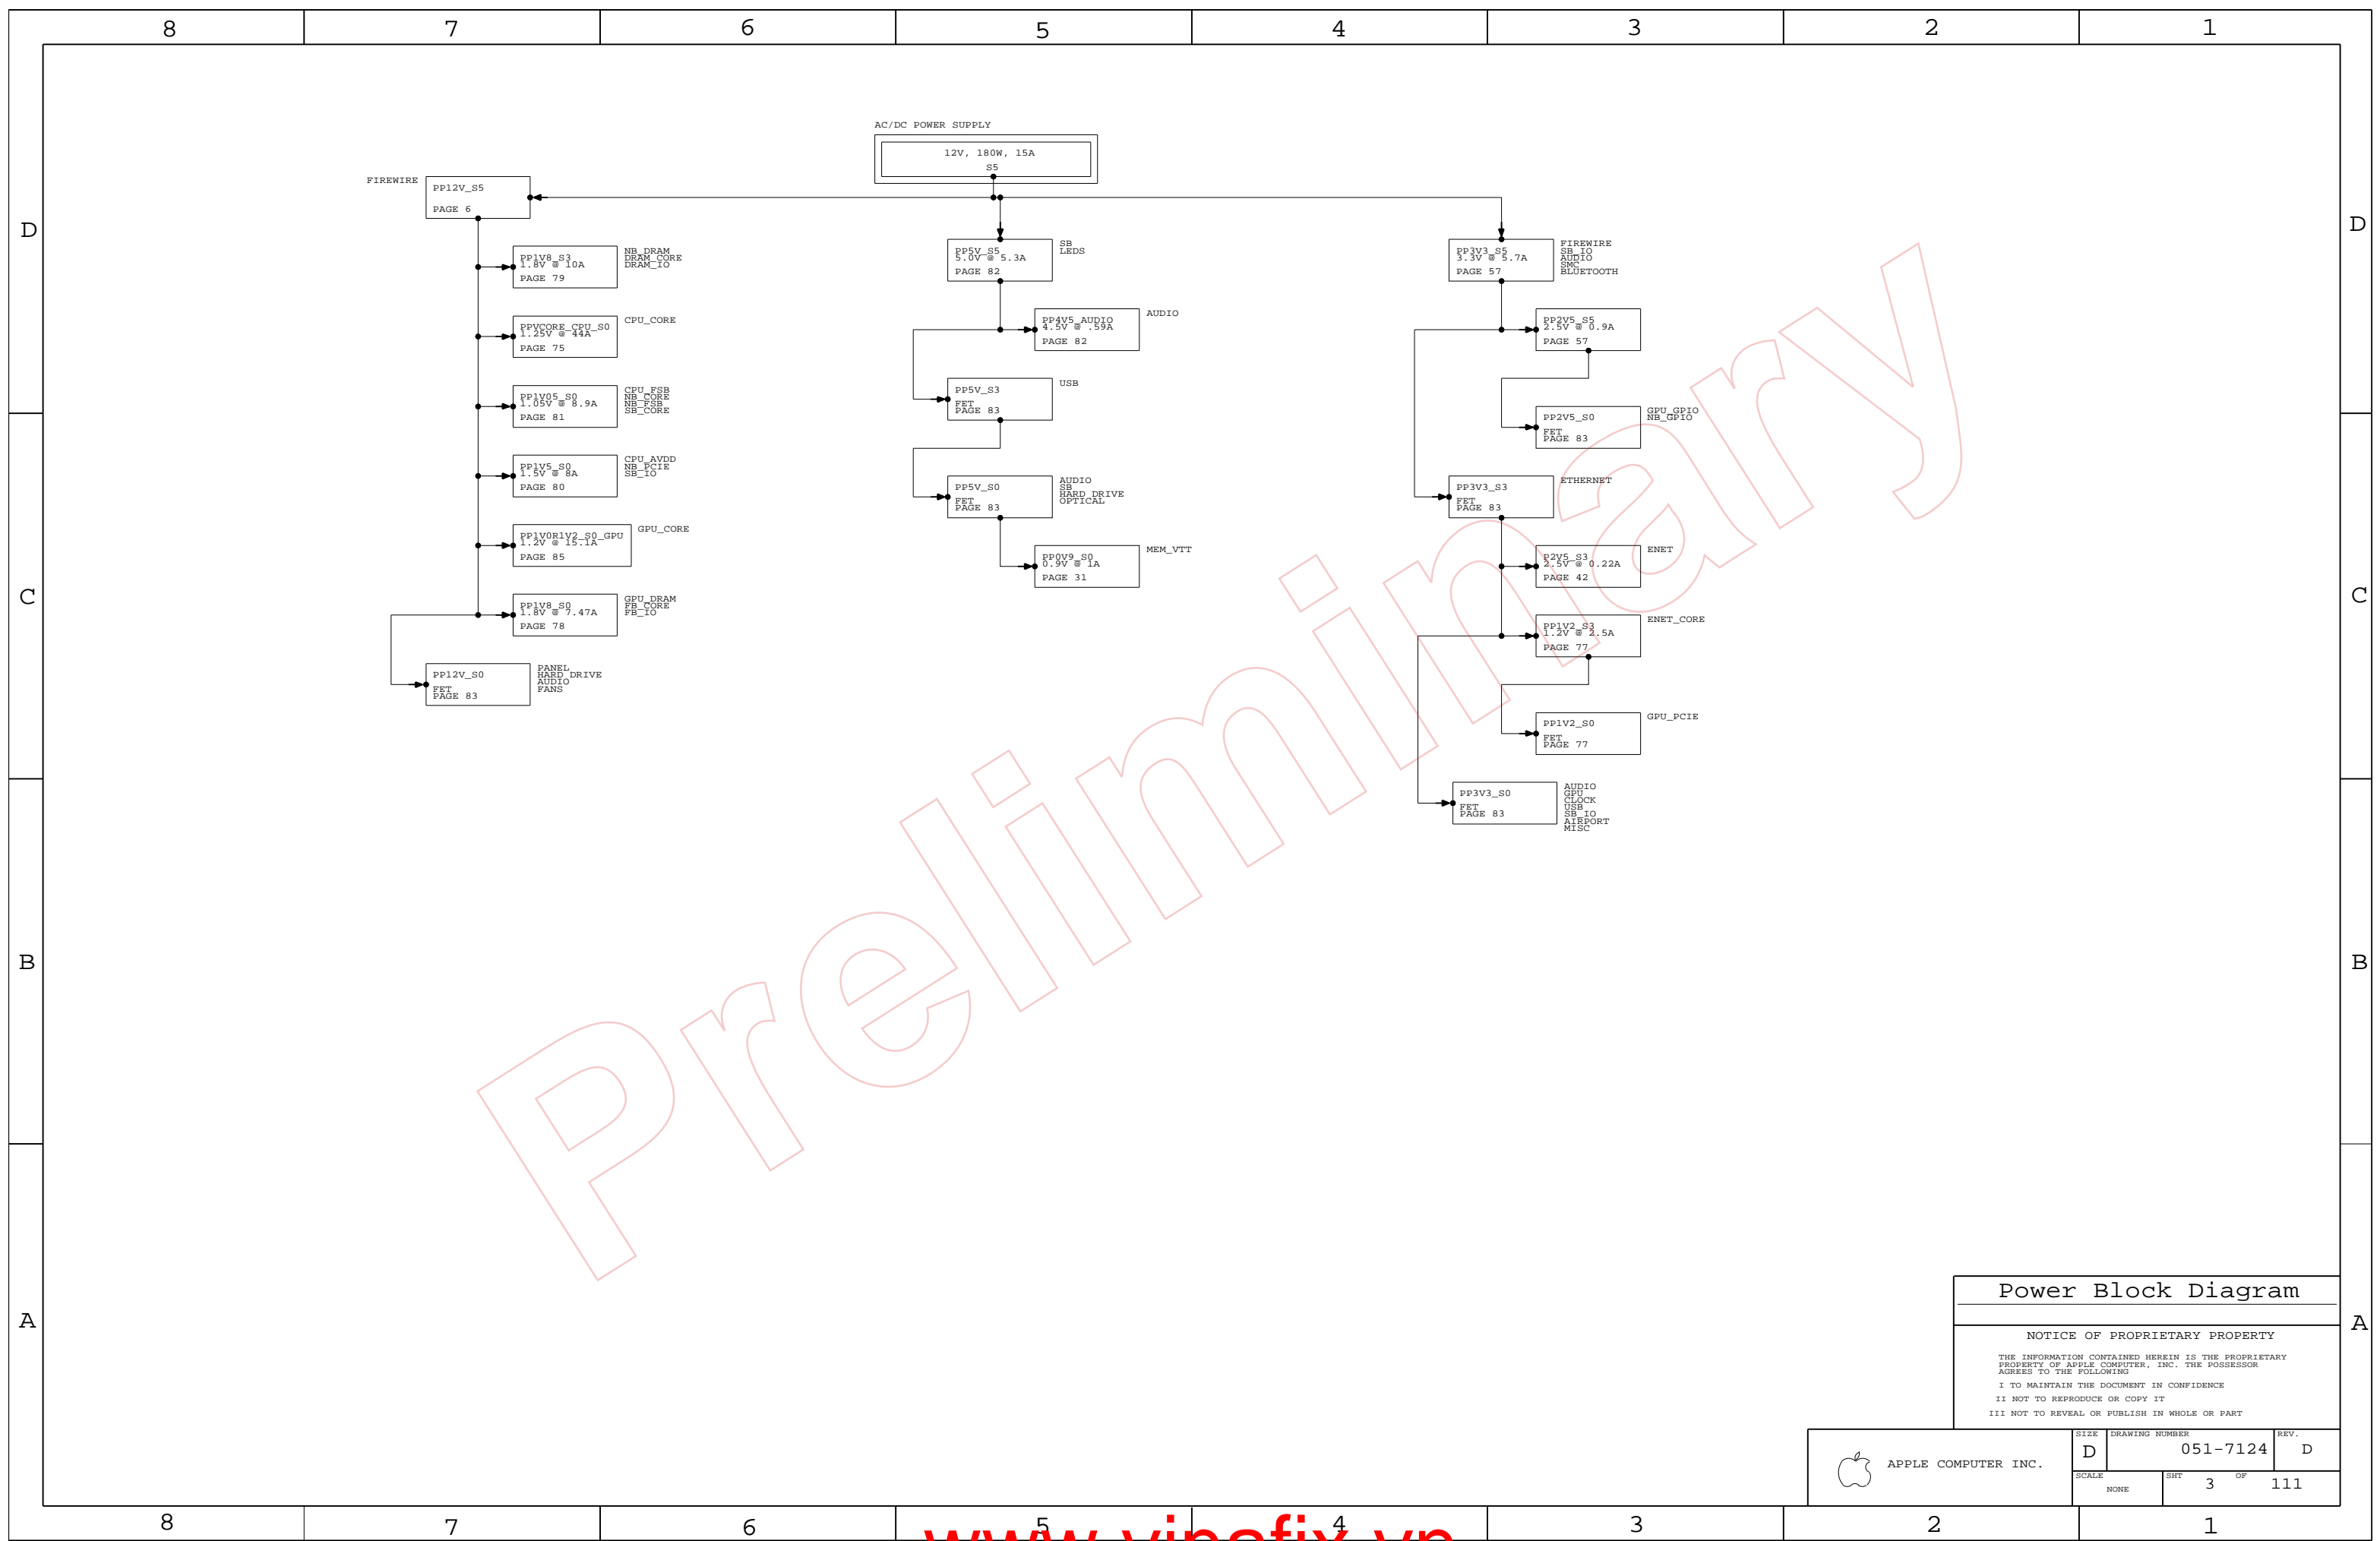 8 7 6 5 4 3 2 1
AC/DC POWER SUPPLY
12V, 180W, 15A
S5
FIREWIRE
PP12V_S5
PAGE 6
D
D
PP1V8_S3
1.8V @ 10A
PAGE 79
NB_DRAM
DRAM_CORE
DRAM_IO
PPVCORE_CPU_S0
1.25V @ 44A
PAGE 75
CPU_CORE
PP1V05_S0
1.05V @ 8.9A
PAGE 81
CPU_FSB
NB_CORE
NB_FSB
SB_CORE
PP1V5_S0
1.5V @ 8A
PAGE 80
CPU_AVDD
NB_PCIE
SB_IO
PP1V0R1V2_S0_GPU
1.2V @ 15.1A
PAGE 85
GPU_CORE
PP1V8_S0
1.8V @ 7.47A
PAGE 78
GPU_DRAM
FB_CORE
FB_IO
PP12V_S0
FET
PAGE 83
PANEL
HARD DRIVE
AUDIO
FANS
PP5V_S5
5.0V @ 5.3A
PAGE 82
SB
LEDS
PP4V5_AUDIO
4.5V @ .59A
PAGE 82
AUDIO
PP5V_S3
FET
PAGE 83
USB
PP5V_S0
FET
PAGE 83
AUDIO
SB
HARD DRIVE
OPTICAL
PP0V9_S0
0.9V @ 1A
PAGE 31
MEM_VTT
PP3V3_S5
3.3V @ 5.7A
PAGE 57
FIREWIRE
SB_IO
AUDIO
SMC
BLUETOOTH
PP2V5_S5
2.5V @ 0.9A
PAGE 57
PP2V5_S0
FET
PAGE 83
GPU_GPIO
NB_GPIO
PP3V3_S3
FET
PAGE 83
ETHERNET
P2V5_S3
2.5V @ 0.22A
PAGE 42
ENET
PP1V2_S3
1.2V @ 2.5A
PAGE 77
ENET_CORE
PP1V2_S0
FET
PAGE 77
GPU_PCIE
PP3V3_S0
FET
PAGE 83
AUDIO
GPU
CLOCK
USB
SB_IO
AIRPORT
MISC
C
C
B
B
A
A
Preliminary
Power Block Diagram
NOTICE OF PROPRIETARY PROPERTY
THE INFORMATION CONTAINED HEREIN IS THE PROPRIETARY
PROPERTY OF APPLE COMPUTER, INC. THE POSSESSOR
AGREES TO THE FOLLOWING
I TO MAINTAIN THE DOCUMENT IN CONFIDENCE
II NOT TO REPRODUCE OR COPY IT
III NOT TO REVEAL OR PUBLISH IN WHOLE OR PART
APPLE COMPUTER INC.
SIZE
D
DRAWING NUMBER
051-7124
REV.
D
SCALE
NONE
SHT
3
OF
111
8 7 6 5 4 3 2 1
www.vinafix.vn